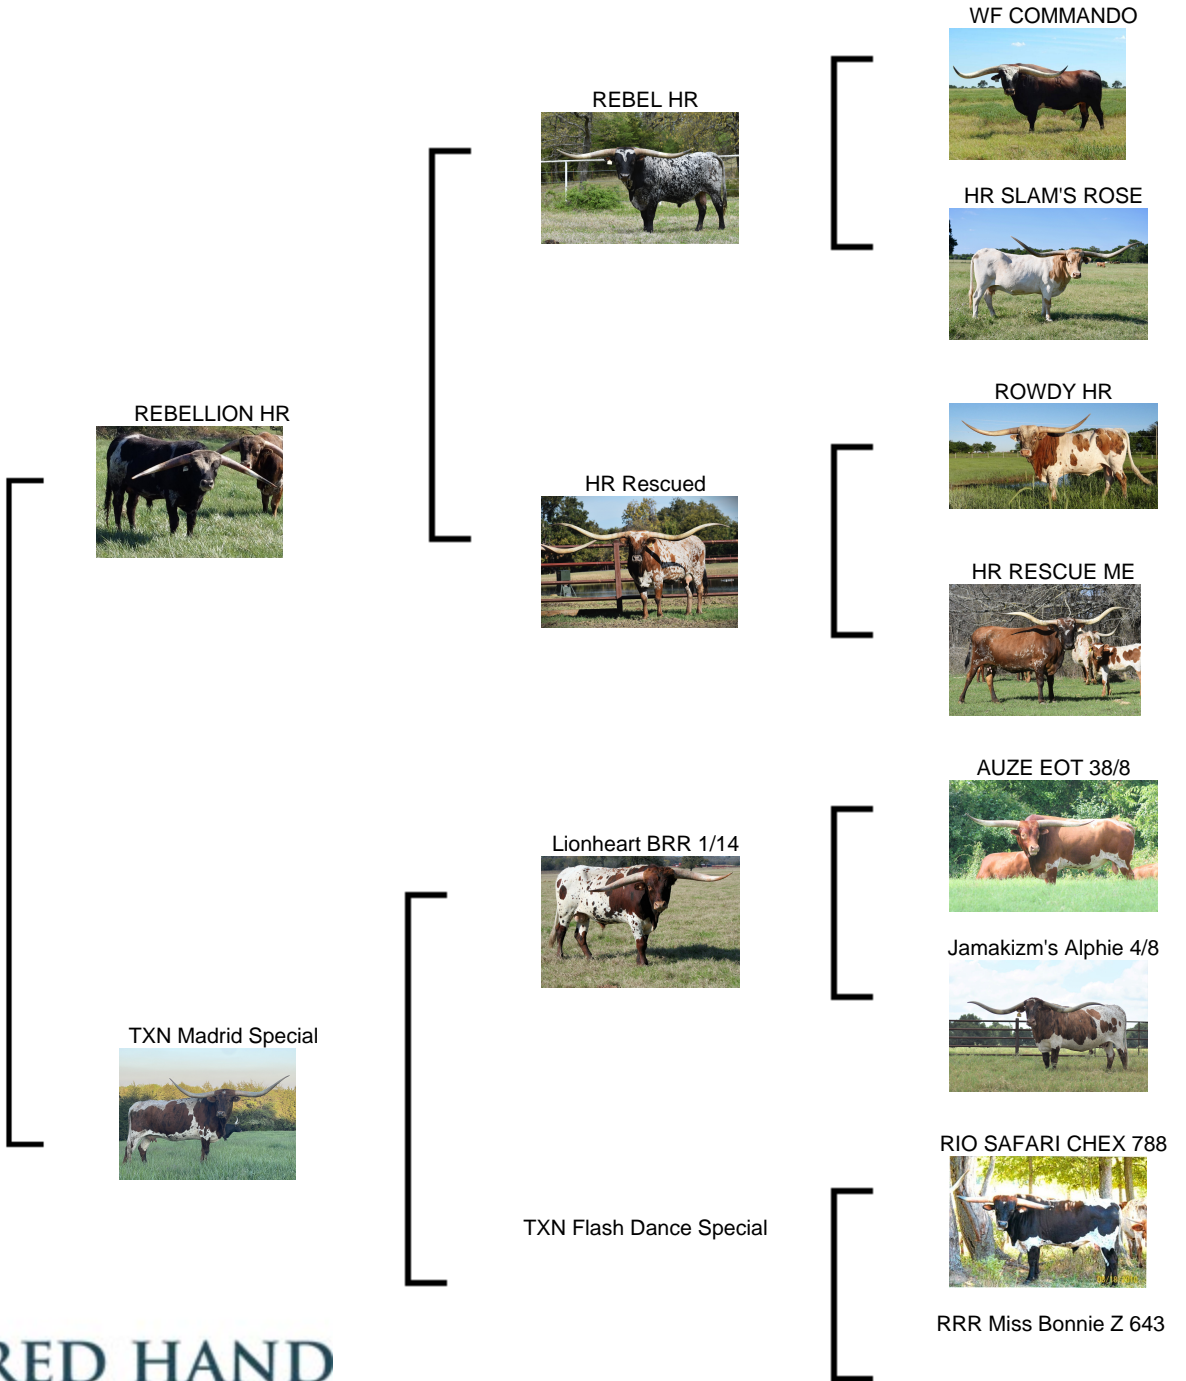 WF COMMANDO
REBEL HR
HR SLAM'S ROSE
ROWDY HR
REBELLION HR
HR Rescued
HR RESCUE ME
AUZE EOT 38/8
Lionheart BRR 1/14
Jamakizm's Alphie 4/8
TXN Madrid Special
RIO SAFARI CHEX 788
TXN Flash Dance Special
RRR Miss Bonnie Z 643
RED HAND